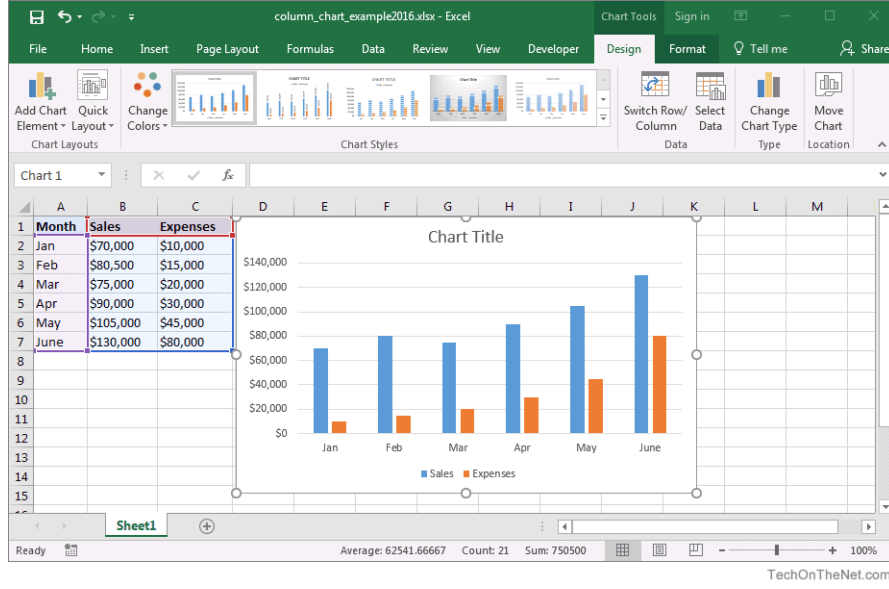 column_chart_example2016.xlsx - Excel
Chart Tools
Sign in
File Home Insert Page Layout Formulas Data Review View Developer Design Format Tell me Share
Add Chart Element
Quick Layout
Change Colors
Switch Row/ Column
Select Data
Change Chart Type
Move Chart
Chart Layouts
Chart Styles
Data
Type
Location
Chart 1
fx
A B C D E F G H I J K L M
1 Month Sales Expenses
2 Jan $70,000 $10,000
3 Feb $80,500 $15,000
4 Mar $75,000 $20,000
5 Apr $90,000 $30,000
6 May $105,000 $45,000
7 June $130,000 $80,000
8
9
10
11
12
13
14
15
Chart Title
$140,000
$120,000
$100,000
$80,000
$60,000
$40,000
$20,000
$0
Jan Feb Mar Apr May June
Sales Expenses
Sheet1
Ready
Average: 62541.66667 Count: 21 Sum: 750500
100%
TechOnTheNet.com